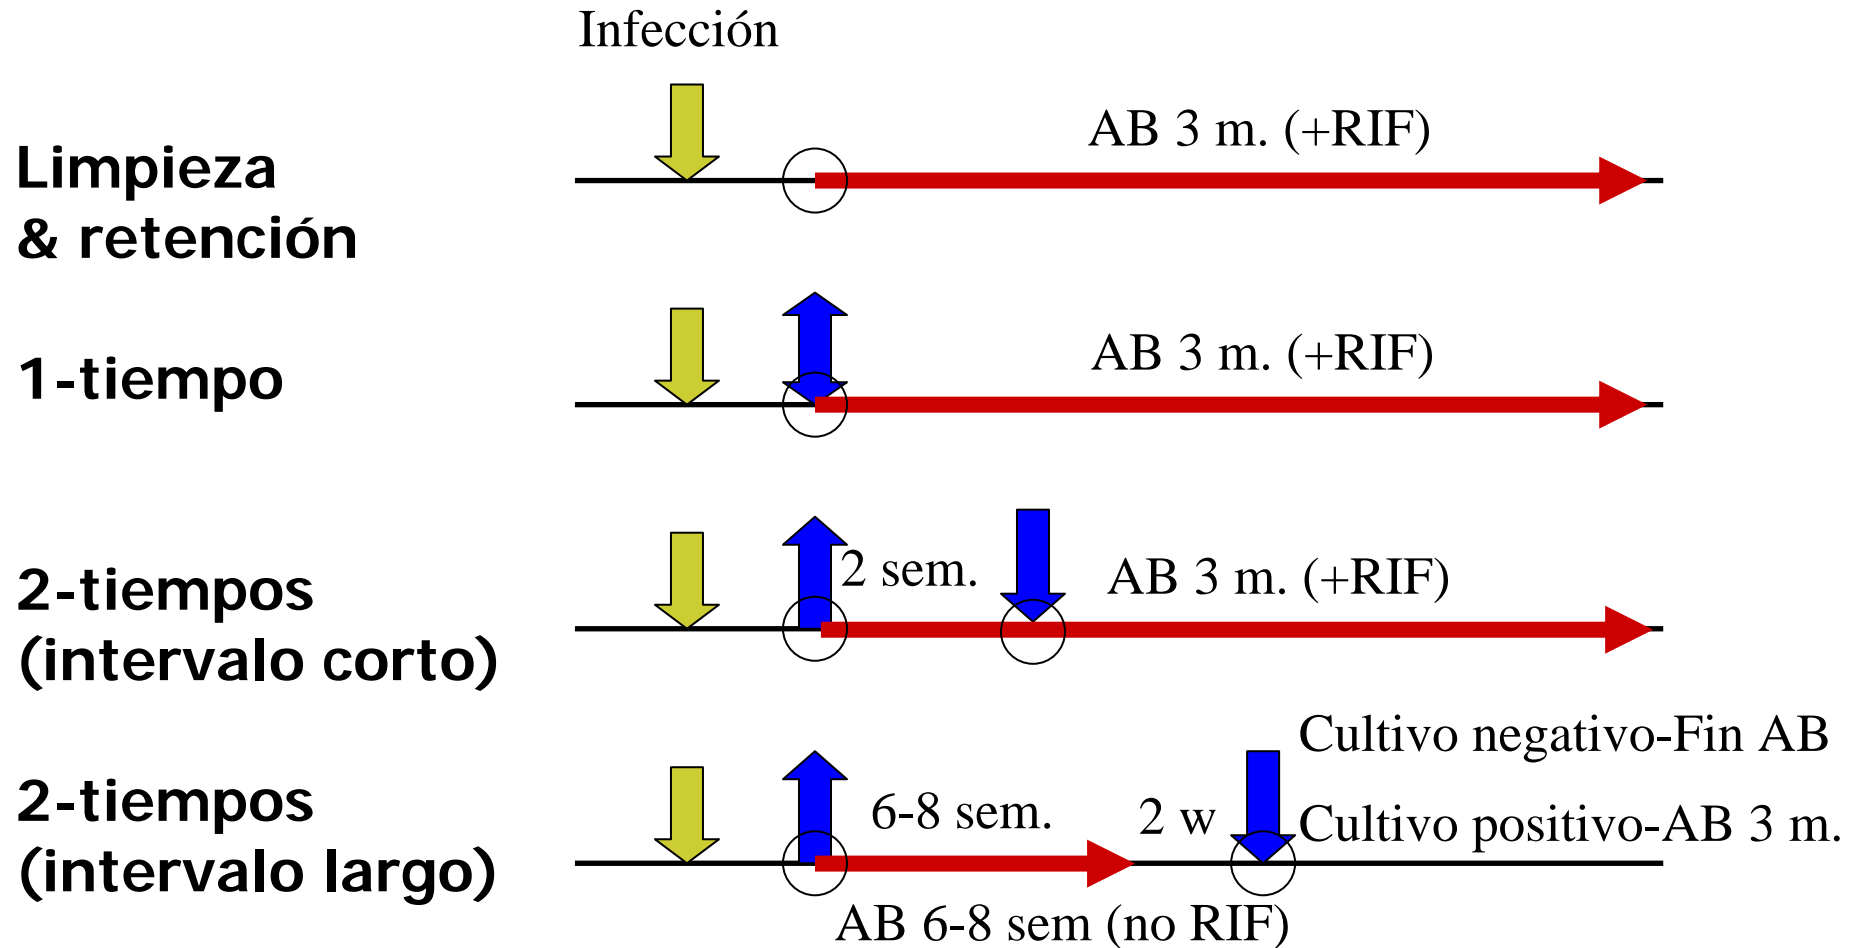 Infección
AB 3 m. (+RIF)
Limpieza
& retención
1-tiempo
AB 3 m. (+RIF)
2 sem.
AB 3 m. (+RIF)
2-tiempos
(intervalo corto)
Cultivo negativo-Fin AB
2-tiempos
(intervalo largo)
6-8 sem.
2 w
Cultivo positivo-AB 3 m.
AB 6-8 sem (no RIF)